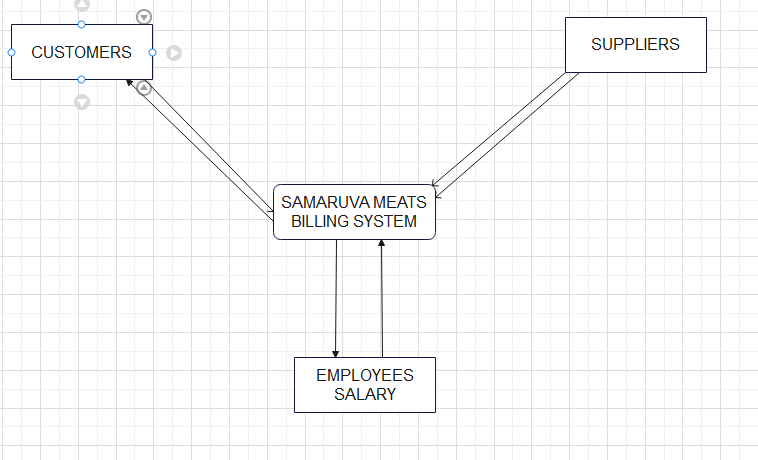 CUSTOMERS
SUPPLIERS
SAMARUVA MEATS
BILLING SYSTEM
EMPLOYEES
SALARY